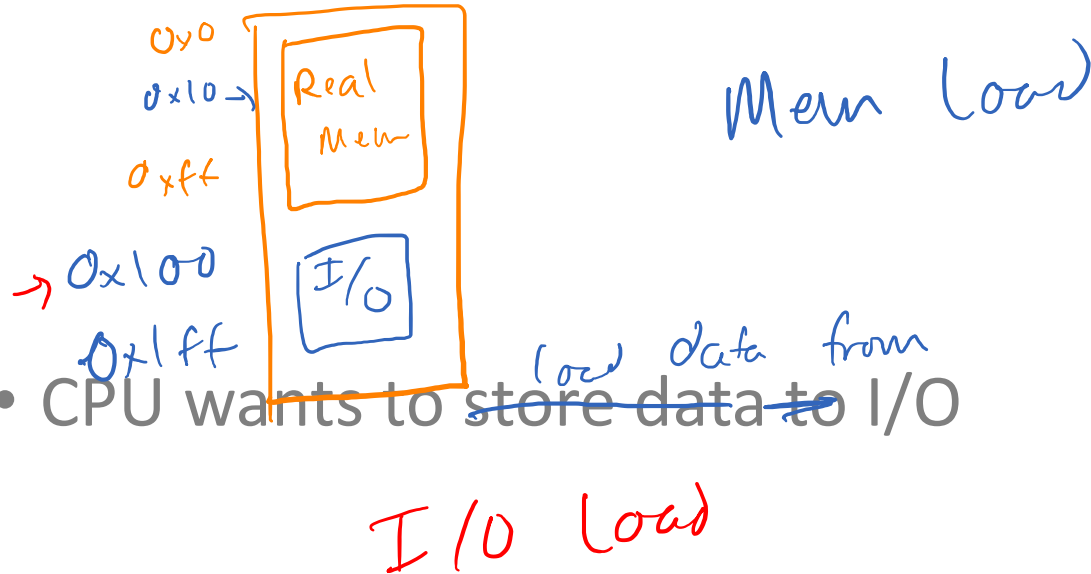 0x0
0x10
Real
Mem
0xff
Mem Load
0x100
I/O
0x1ff
load data from
• CPU wants to store data to I/O
I/O Load